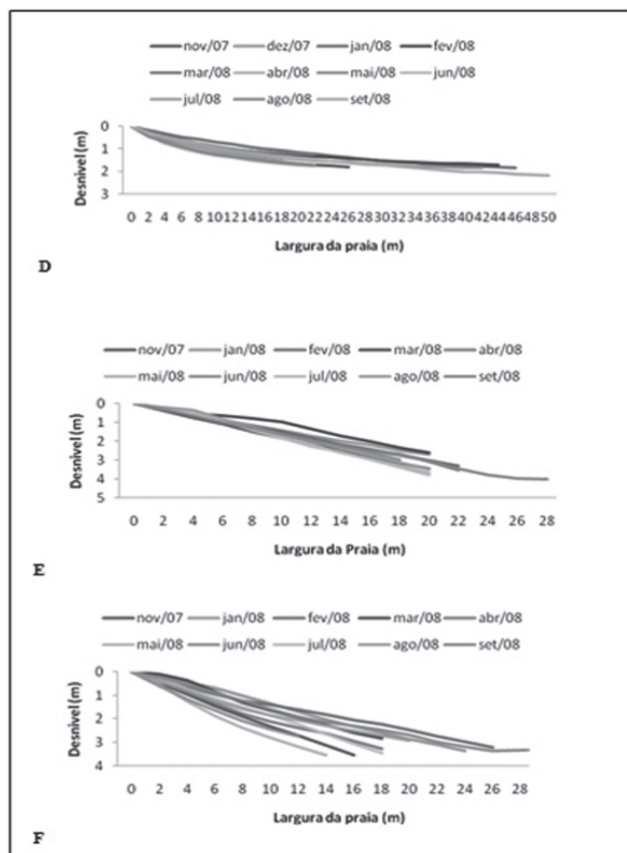 nov/07 dez/07 jan/08 fev/08
mar/08 abr/08 mai/08 jun/08
jul/08 ago/08 set/08
Desnível (m)
0
1
2
3
0 2 4 6 8 10 12 14 16 18 20 22 24 26 28 30 32 34 36 38 40 42 44 46 48 50
Largura da praia (m)
D
nov/07 jan/08 fev/08 mar/08 abr/08
mai/08 jun/08 jul/08 ago/08 set/08
Desnível (m)
0
1
2
3
4
5
0 2 4 6 8 10 12 14 16 18 20 22 24 26 28
Largura da Praia (m)
E
nov/07 jan/08 fev/08 mar/08 abr/08
mai/08 jun/08 jul/08 ago/08 set/08
Desnível (m)
0
1
2
3
4
0 2 4 6 8 10 12 14 16 18 20 22 24 26 28
Largura da praia (m)
F